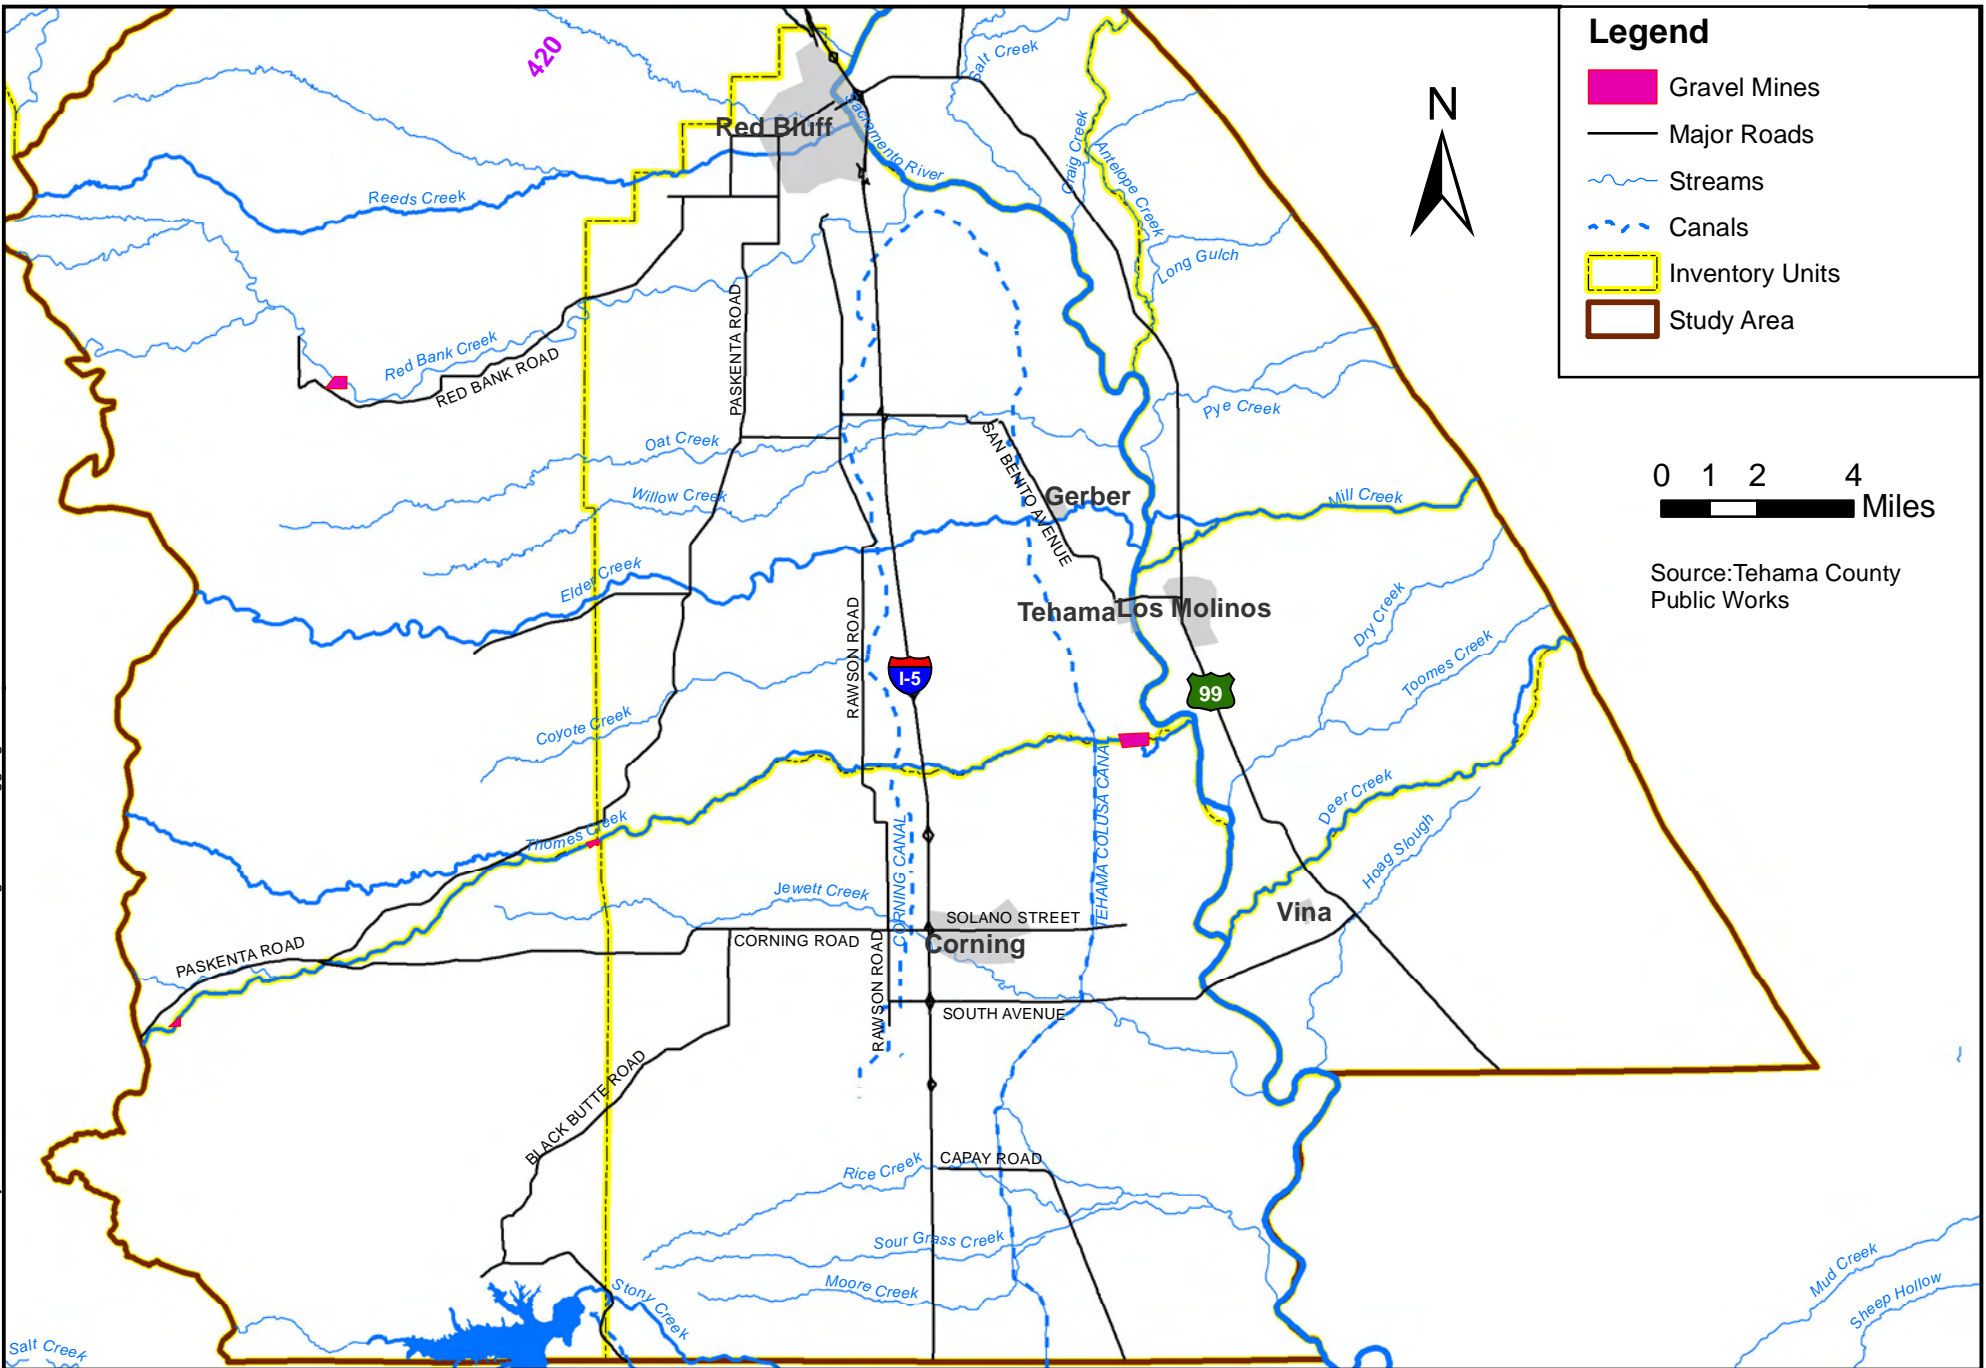 Legend
Gravel Mines
Major Roads
Streams
Canals
Inventory Units
Study Area
N
0 1 2 4
Miles
Source:Tehama County
Public Works
420
Salt Creek
Red Bluff
Sacramento River
Craig Creek
Antelope Creek
Reeds Creek
Long Gulch
PASKENTA ROAD
Red Bank Creek
RED BANK ROAD
Pye Creek
Oat Creek
SAN BENITO AVENUE
Willow Creek
Gerber
Mill Creek
Elder Creek
Tehama
Los Molinos
Dry Creek
RAWSON ROAD
I-5
99
Toomes Creek
Coyote Creek
TEHAMA COLUSA CANAL
Deer Creek
Thomes Creek
CORNING CANAL
Hoag Slough
Jewett Creek
Vina
SOLANO STREET
CORNING ROAD
Corning
PASKENTA ROAD
RAWSON ROAD
SOUTH AVENUE
BLACK BUTTE ROAD
CAPAY ROAD
Rice Creek
Sour Grass Creek
Moore Creek
Stony Creek
Mud Creek
Sheep Hollow
Salt Creek